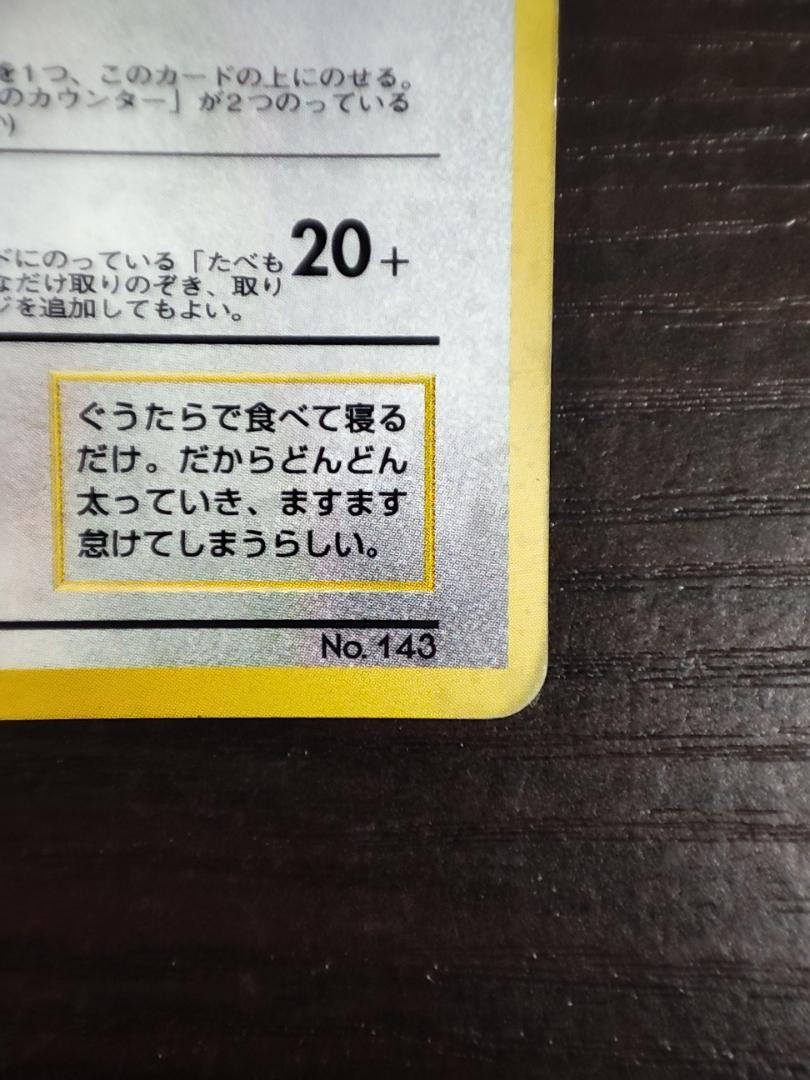 を1つ、このカードの上にのせる。
のカウンター」が2つのっている
い)
ドにのっている「たべも
20+
なだけ取りのぞき、取り
ジを追加してもよい。
ぐうたらで食べて寝る
だけ。だからどんどん
太っていき、ますます
怠けてしまうらしい。
No. 143